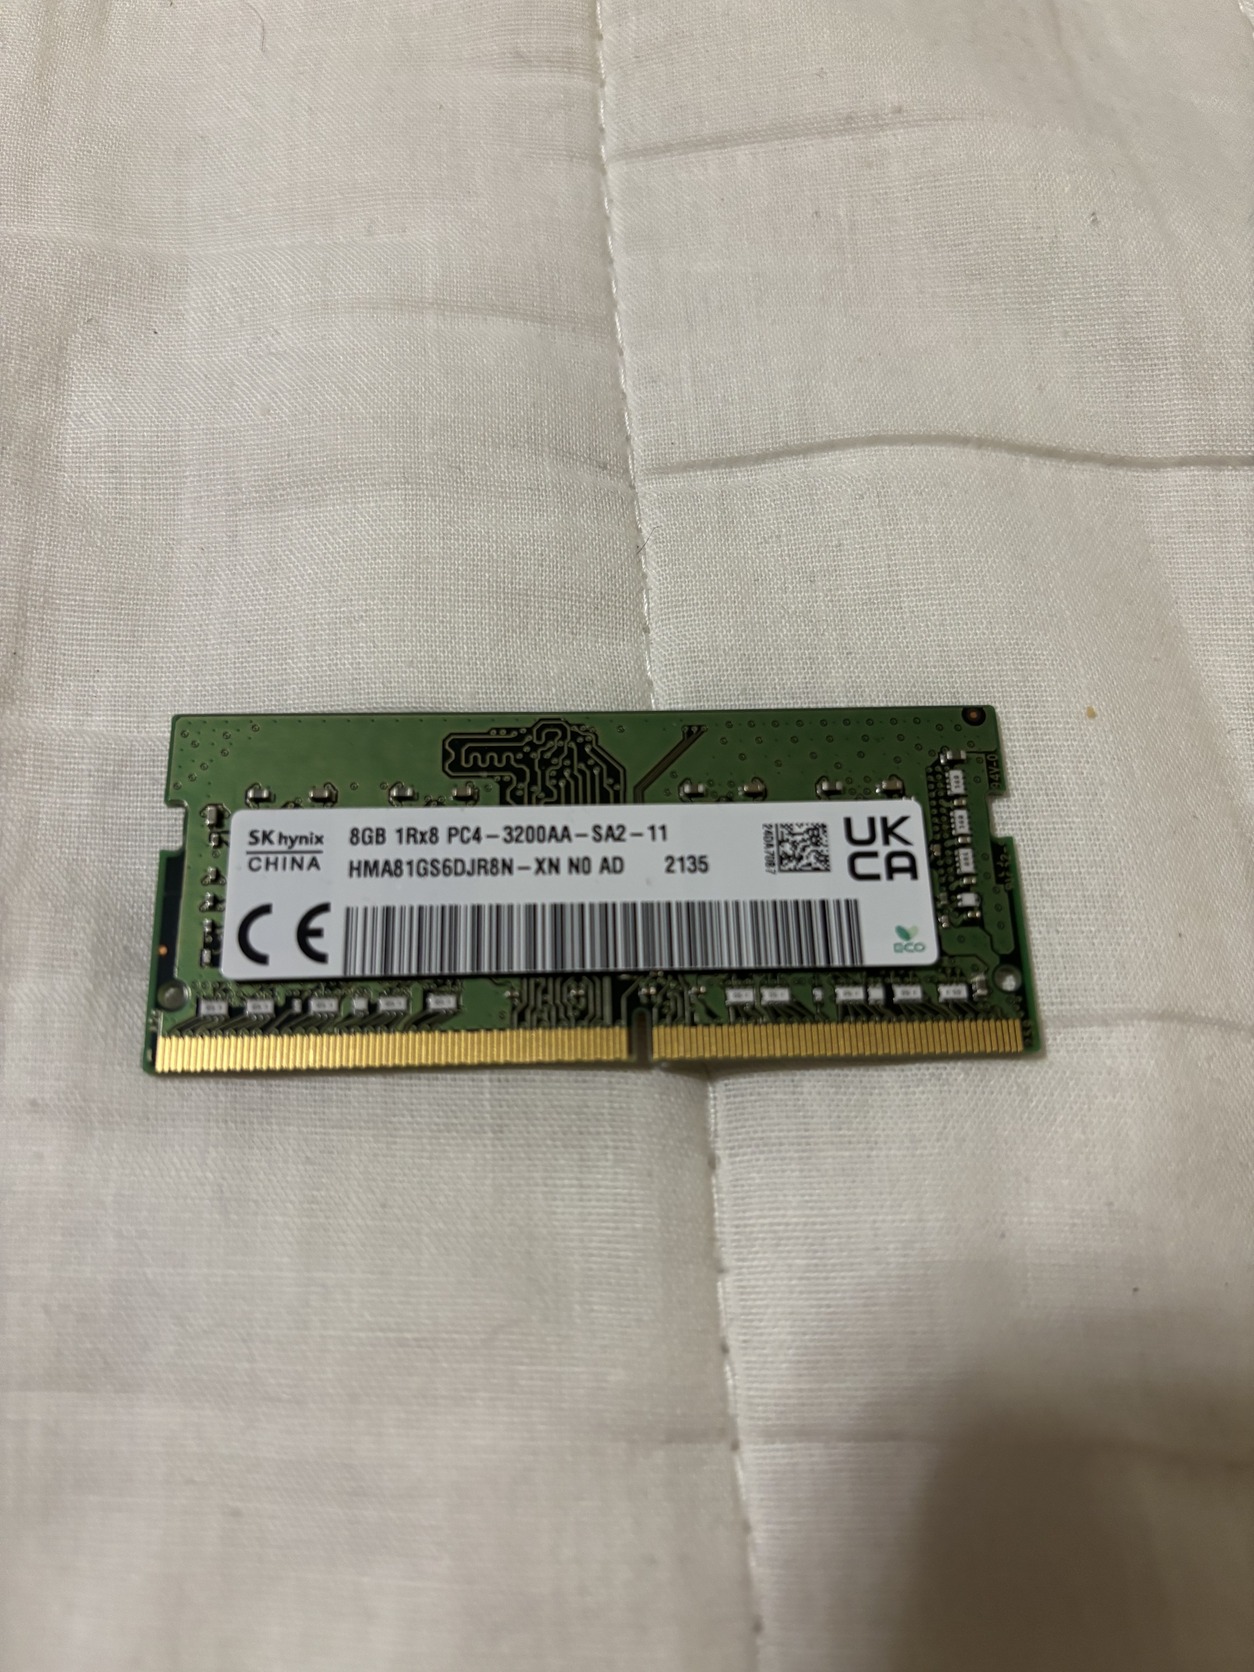 SK hynix
CHINA
8GB 1Rx8 PC4-3200AA-SA2-11
HMA81GS6DJR8N-XN N0 AD 2135
UK
CA
CE
ECO